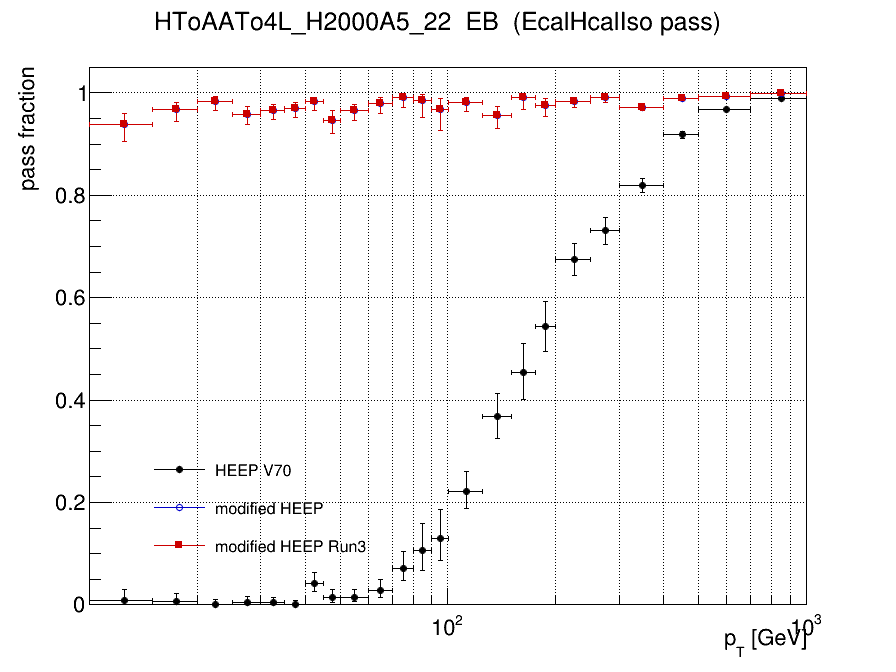 HToAATo4L_H2000A5_22 EB (EcalHcalIso pass)
pass fraction
1
0.8
0.6
0.4
0.2
0
HEEP V70
modified HEEP
modified HEEP Run3
10²
10³
p_T [GeV]